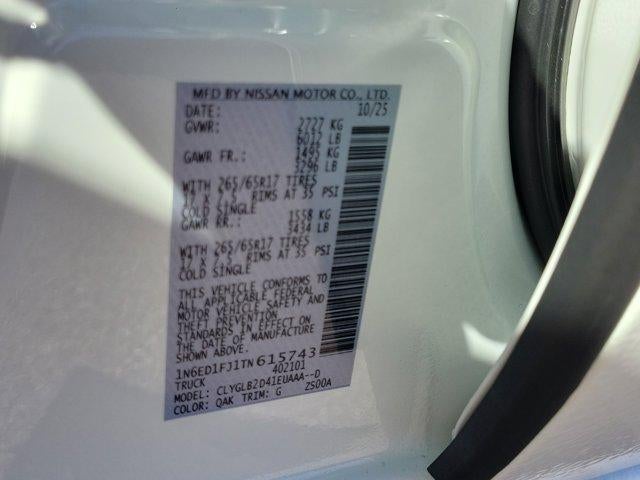 MFD BY NISSAN MOTOR CO., LTD.
DATE: 10/25
GVWR: 2727 KG
6012 LB
GAWR FR.: 1495 KG
3296 LB
WITH 265/65R17 TIRES
17 X 7.5 RIMS AT 35 PSI
COLD SINGLE
GAWR RR.: 1558 KG
3434 LB
WITH 265/65R17 TIRES
17 X 7.5 RIMS AT 35 PSI
COLD SINGLE
THIS VEHICLE CONFORMS TO
ALL APPLICABLE FEDERAL
MOTOR VEHICLE SAFETY AND
THEFT PREVENTION
STANDARDS IN EFFECT ON
THE DATE OF MANUFACTURE
SHOWN ABOVE.
1N6ED1FJ1TN615743
TRUCK 402101
MODEL: CLYGLB2D41EUAAA--D
COLOR: QAK TRIM: G ZS00A